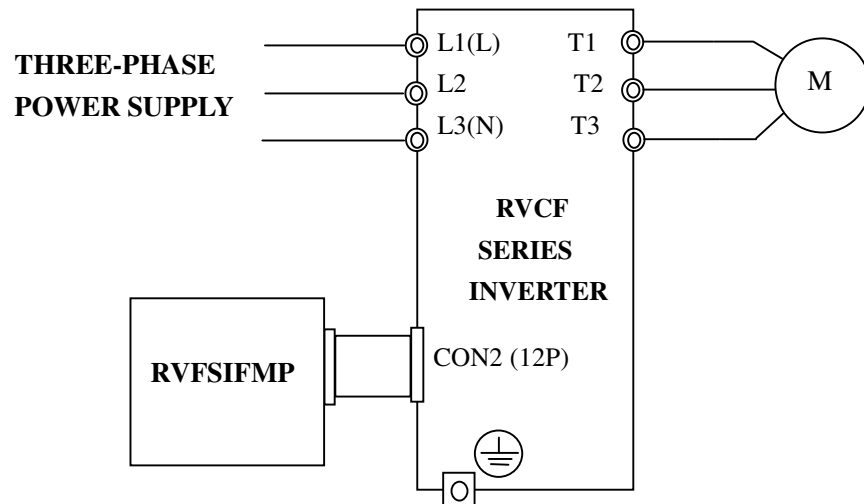 THREE-PHASE
POWER SUPPLY
L1(L)
L2
L3(N)
T1
T2
T3
M
RVCF
SERIES
INVERTER
RVFSIFMP
CON2 (12P)